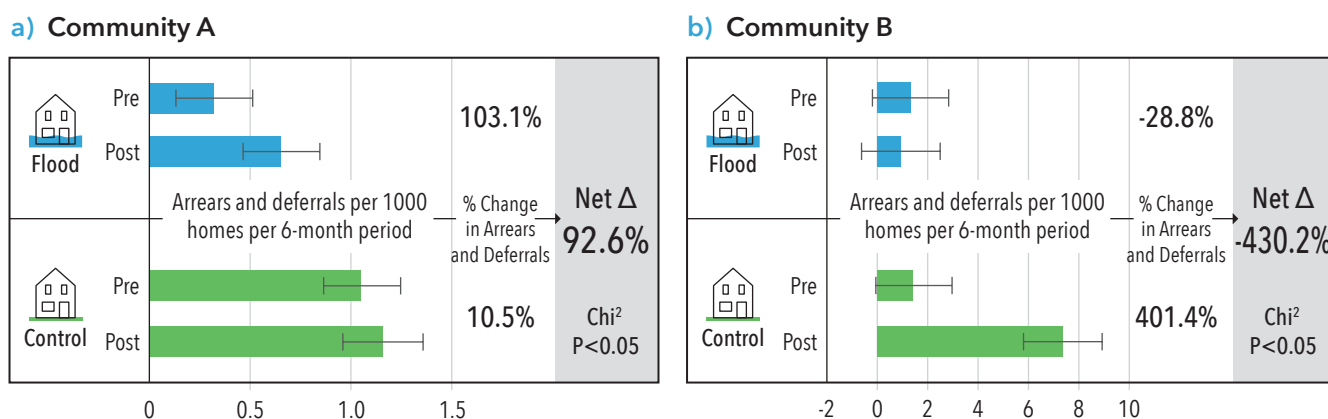 a) Community A
Pre
Post
Flood
103.1%
Arrears and deferrals per 1000
homes per 6-month period
% Change
in Arrears
and Deferrals
Net Δ
92.6%
Pre
Post
Control
10.5%
Chi²
P<0.05
0 0.5 1.0 1.5
b) Community B
Pre
Post
Flood
-28.8%
Arrears and deferrals per 1000
homes per 6-month period
% Change
in Arrears
and Deferrals
Net Δ
-430.2%
Pre
Post
Control
401.4%
Chi²
P<0.05
-2 0 2 4 6 8 10